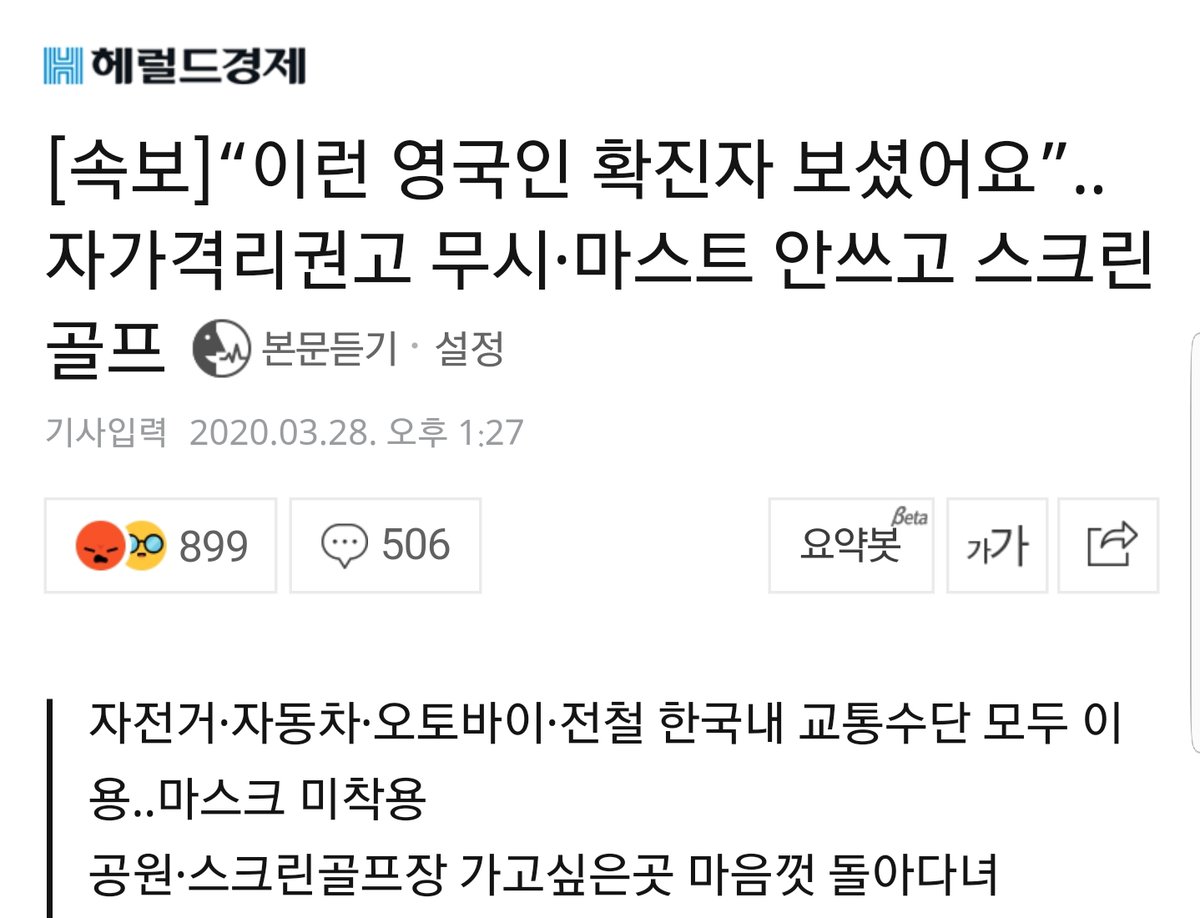 헤럴드경제
[속보]“이런 영국인 확진자 보셨어요”..
자가격리권고 무시·마스트 안쓰고 스크린
골프 본문듣기 · 설정
기사입력 2020.03.28. 오후 1:27
899 506 요약봇 Beta 가가
자전거·자동차·오토바이·전철 한국내 교통수단 모두 이
용..마스크 미착용
공원·스크린골프장 가고싶은곳 마음껏 돌아다녀